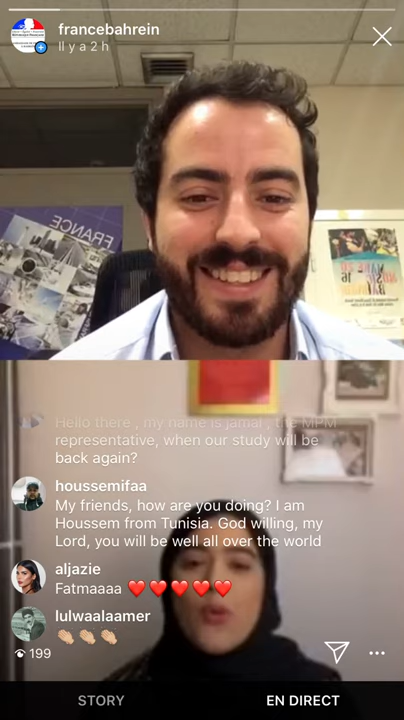 francebahrein
Il y a 2 h
FRANCE
Hello there , my name is jamal , the MPM
representative, when our study will be
back again?
houssemifaa
My friends, how are you doing? I am
Houssem from Tunisia. God willing, my
Lord, you will be well all over the world
aljazie
Fatmaaaa ❤️❤️❤️❤️❤️
lulwaalaamer
👏🏼👏🏼👏🏼
199
STORY
EN DIRECT